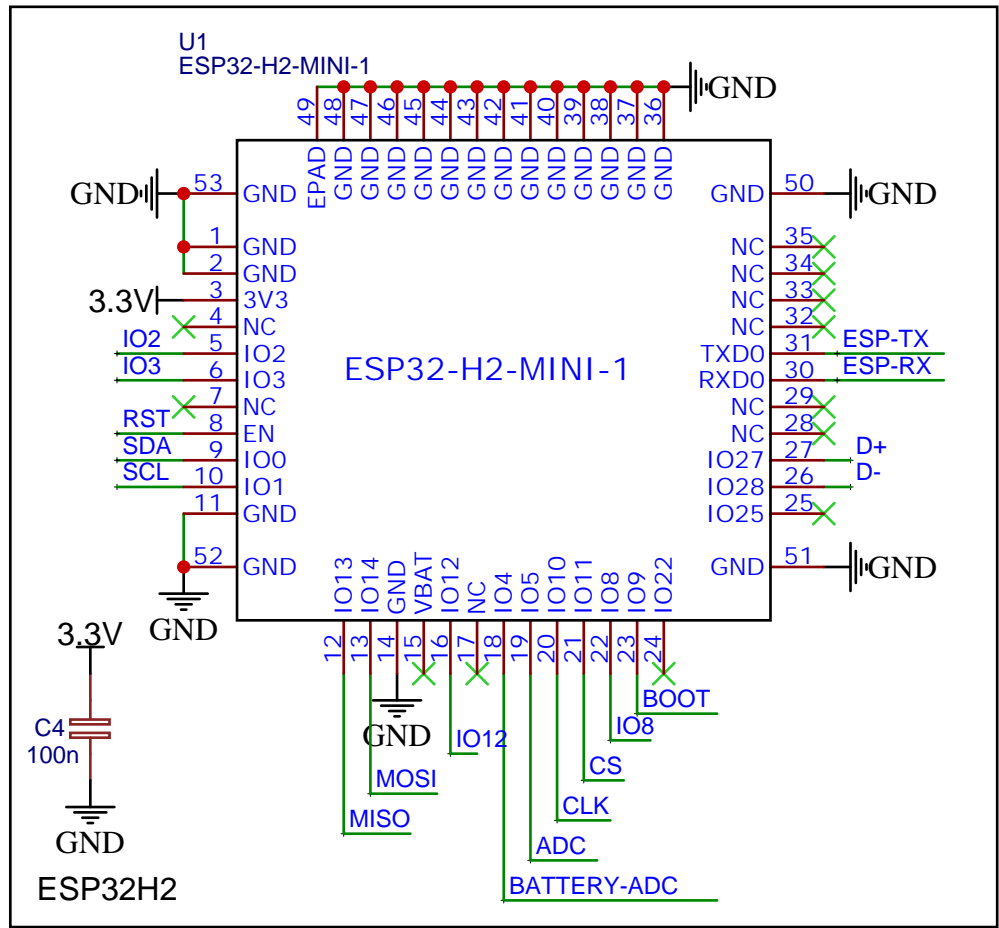 U1
ESP32-H2-MINI-1
GND
49 48 47 46 45 44 43 42 41 40 39 38 37 36
EPAD GND GND GND GND GND GND GND GND GND GND GND GND GND
GND 53 GND
GND 50 GND
1 GND
NC 35
2 GND
NC 34
3.3V 3 3V3
NC 33
4 NC
NC 32
IO2 5 IO2
TXD0 31 ESP-TX
IO3 6 IO3
ESP32-H2-MINI-1
RXD0 30 ESP-RX
7 NC
NC 29
RST 8 EN
NC 28
SDA 9 IO0
IO27 27 D+
SCL 10 IO1
IO28 26 D-
11 GND
IO25 25
52 GND
GND 51 GND
GND
IO13 IO14 GND VBAT IO12 NC IO4 IO5 IO10 IO11 IO8 IO9 IO22
12 13 14 15 16 17 18 19 20 21 22 23 24
3.3V
C4
100n
GND
BOOT
GND
IO12
IO8
MOSI
CS
MISO
CLK
ADC
BATTERY-ADC
ESP32H2